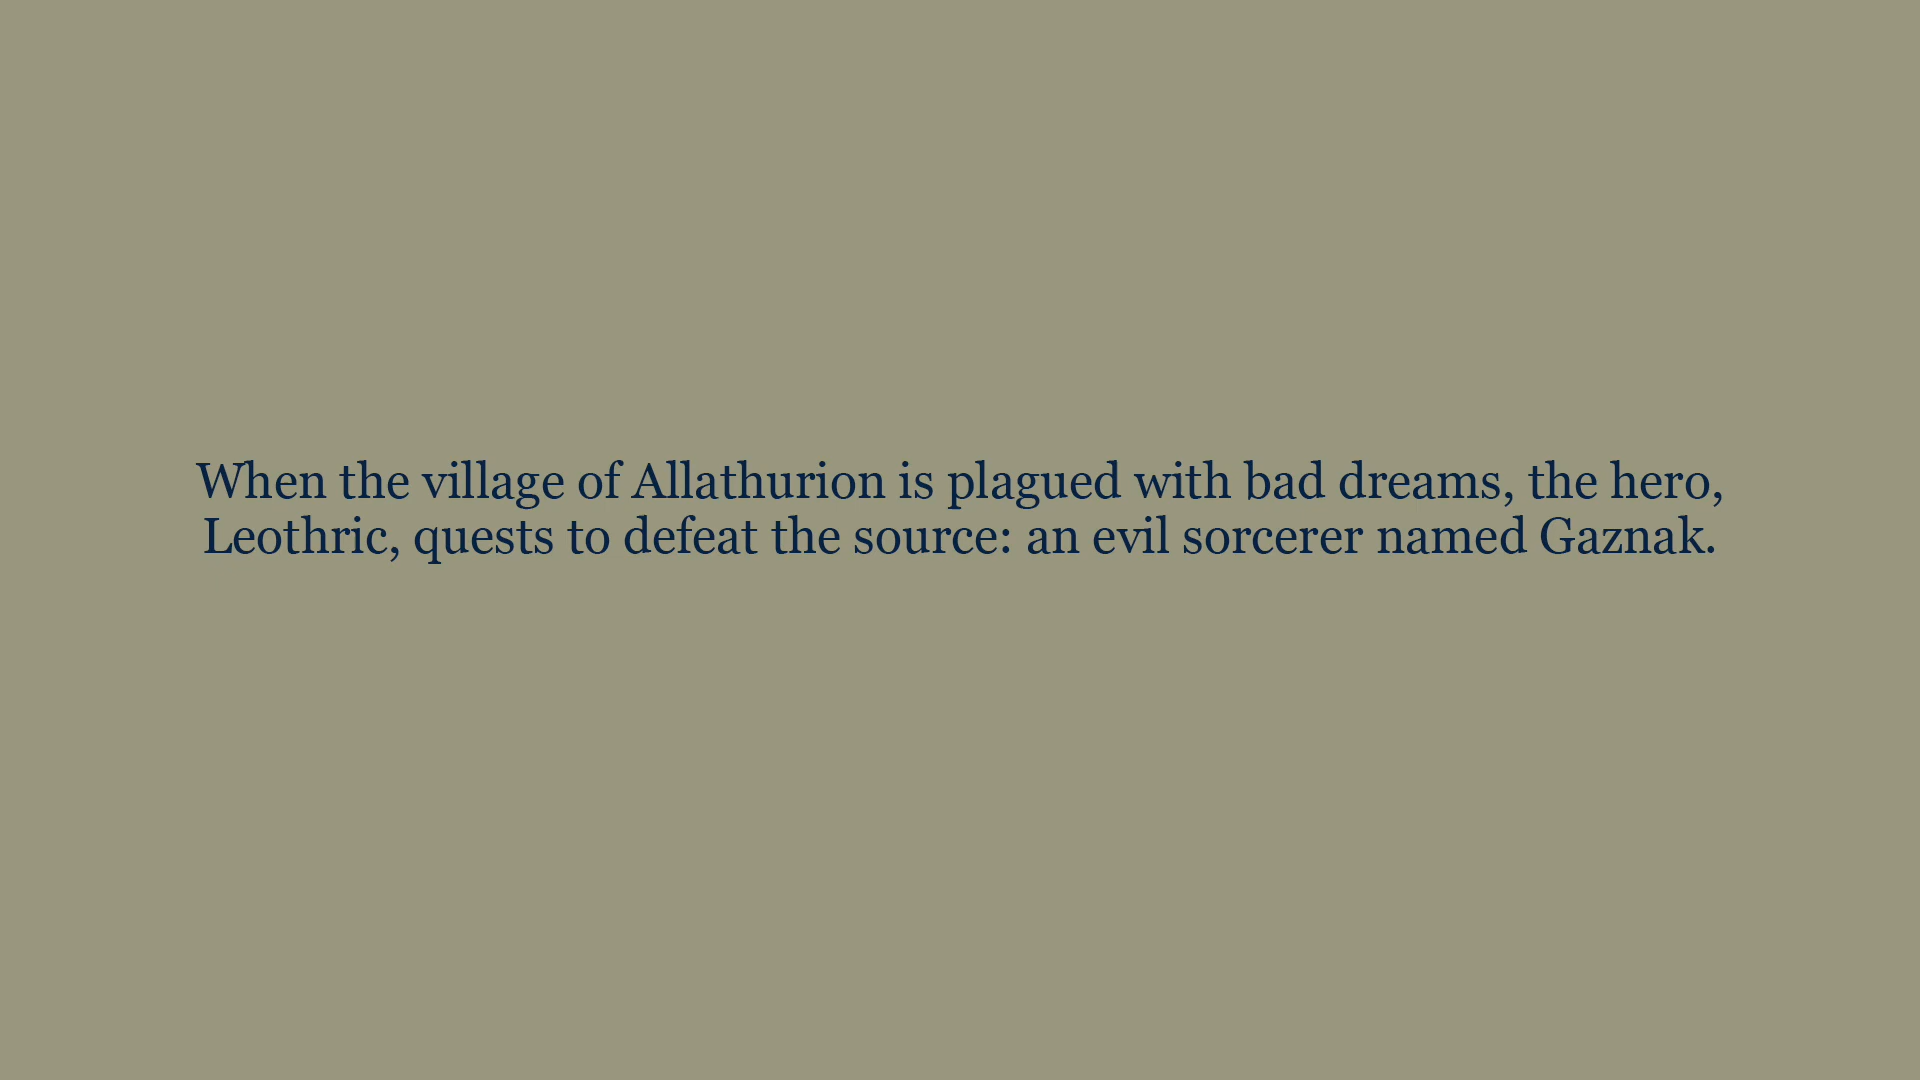 When the village of Allathurion is plagued with bad dreams, the hero,
Leothric, quests to defeat the source: an evil sorcerer named Gaznak.